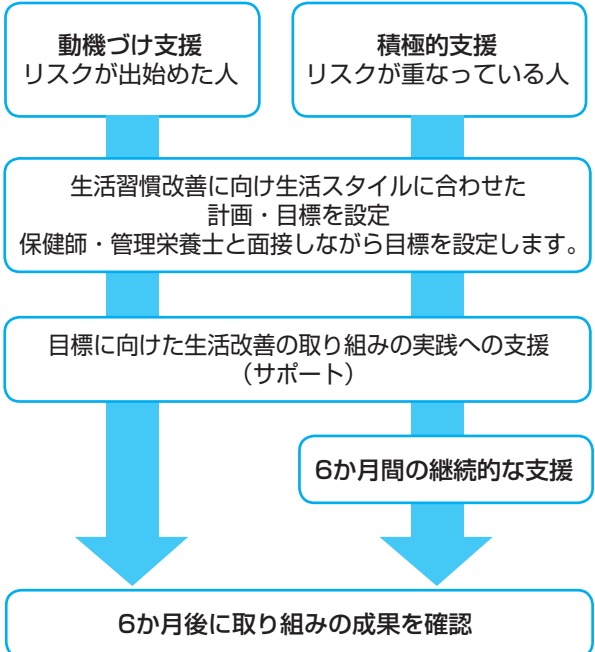 動機づけ支援
リスクが出始めた人
積極的支援
リスクが重なっている人
生活習慣改善に向け生活スタイルに合わせた
計画・目標を設定
保健師・管理栄養士と面接しながら目標を設定します。
目標に向けた生活改善の取り組みの実践への支援
（サポート）
6か月間の継続的な支援
6か月後に取り組みの成果を確認